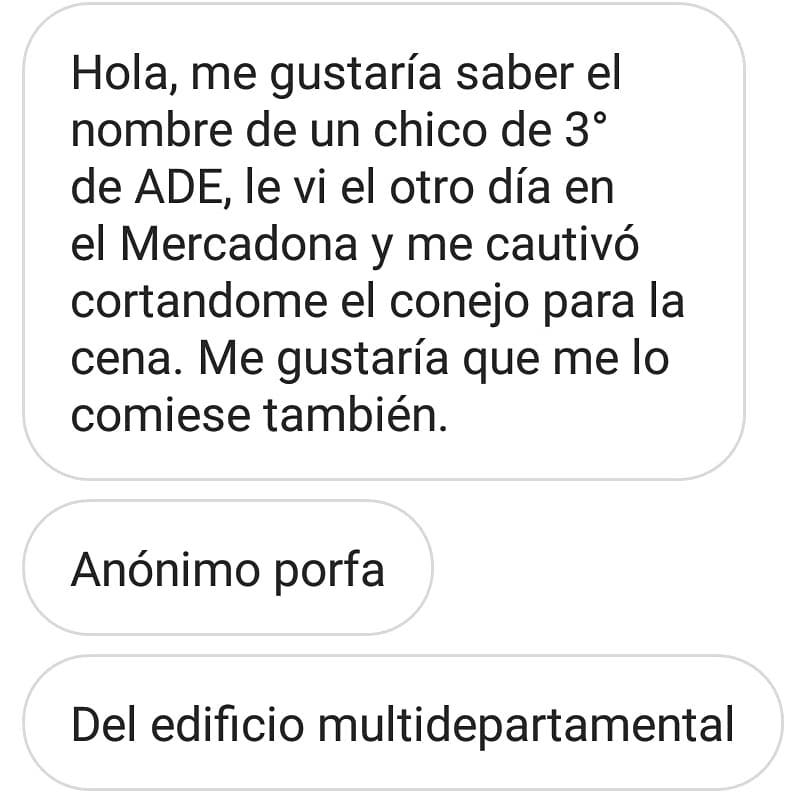 Hola, me gustaría saber el
nombre de un chico de 3°
de ADE, le vi el otro día en
el Mercadona y me cautivó
cortandome el conejo para la
cena. Me gustaría que me lo
comiese también.
Anónimo porfa
Del edificio multidepartamental